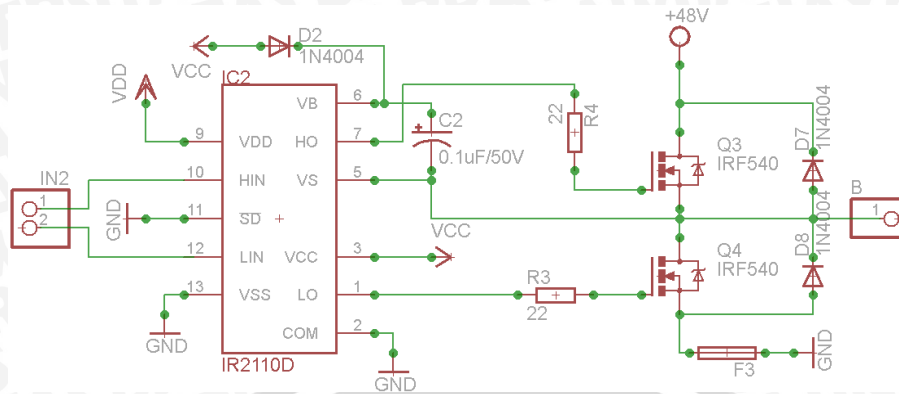 +48V
D2
1N4004
VCC
VDD
IC2
VB
6
VDD
9
HO
7
C2
0.1uF/50V
22
R4
Q3
IRF540
D7
1N4004
IN2
1
2
10
HIN
VS
5
GND
11
SD
B
1
VCC
12
LIN
VCC
3
Q4
IRF540
D8
1N4004
13
VSS
LO
1
R3
22
GND
COM
2
IR2110D
GND
F3
GND